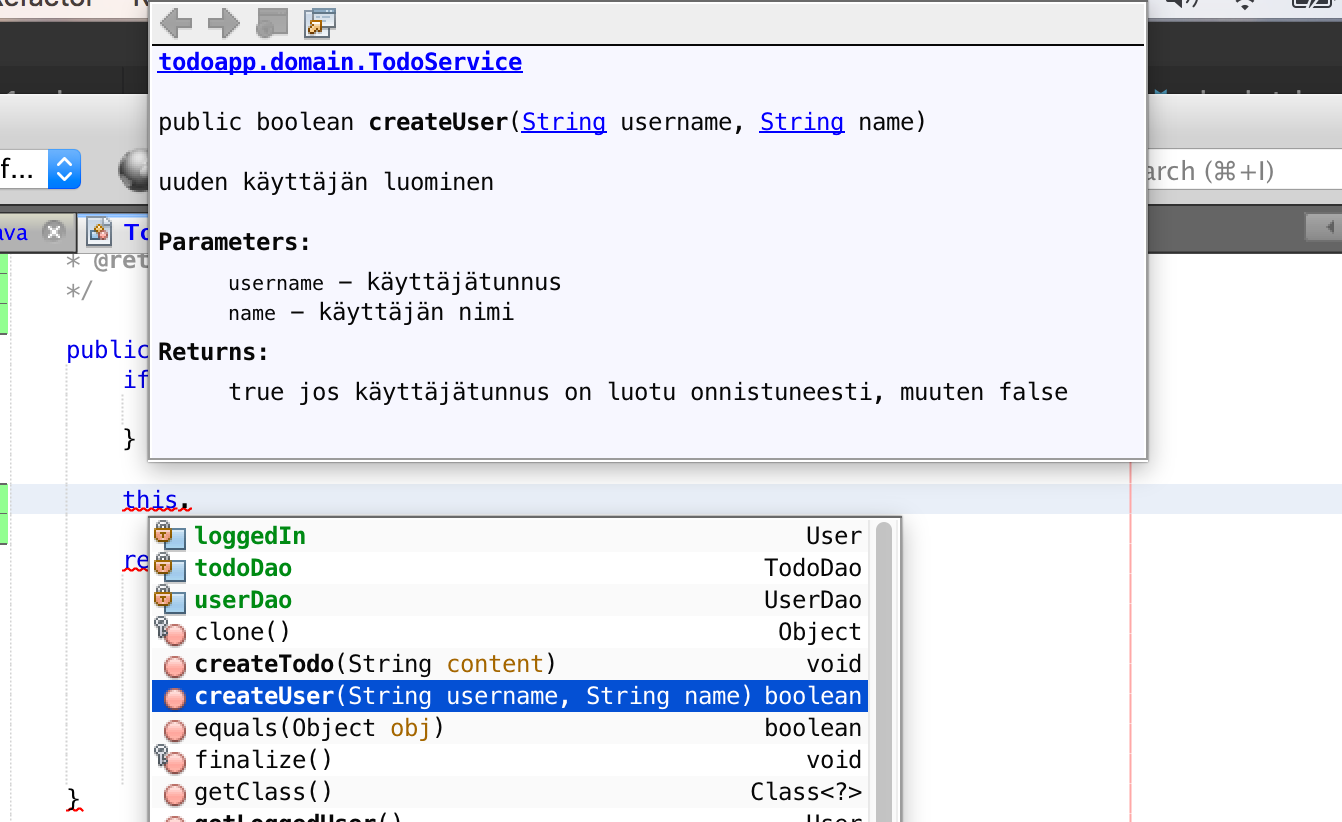 todoapp.domain.TodoService
public boolean createUser(String username, String name)
uuden käyttäjän luominen
Parameters:
username – käyttäjätunnus
name – käyttäjän nimi
Returns:
true jos käyttäjätunnus on luotu onnistuneesti, muuten false
f...
arch (⌘+I)
ava
To
* @ret
*/
public
if
}
this.
re
loggedIn User
todoDao TodoDao
userDao UserDao
clone() Object
createTodo(String content) void
createUser(String username, String name) boolean
equals(Object obj) boolean
finalize() void
getClass() Class<?>
getLoggedUser() User
}